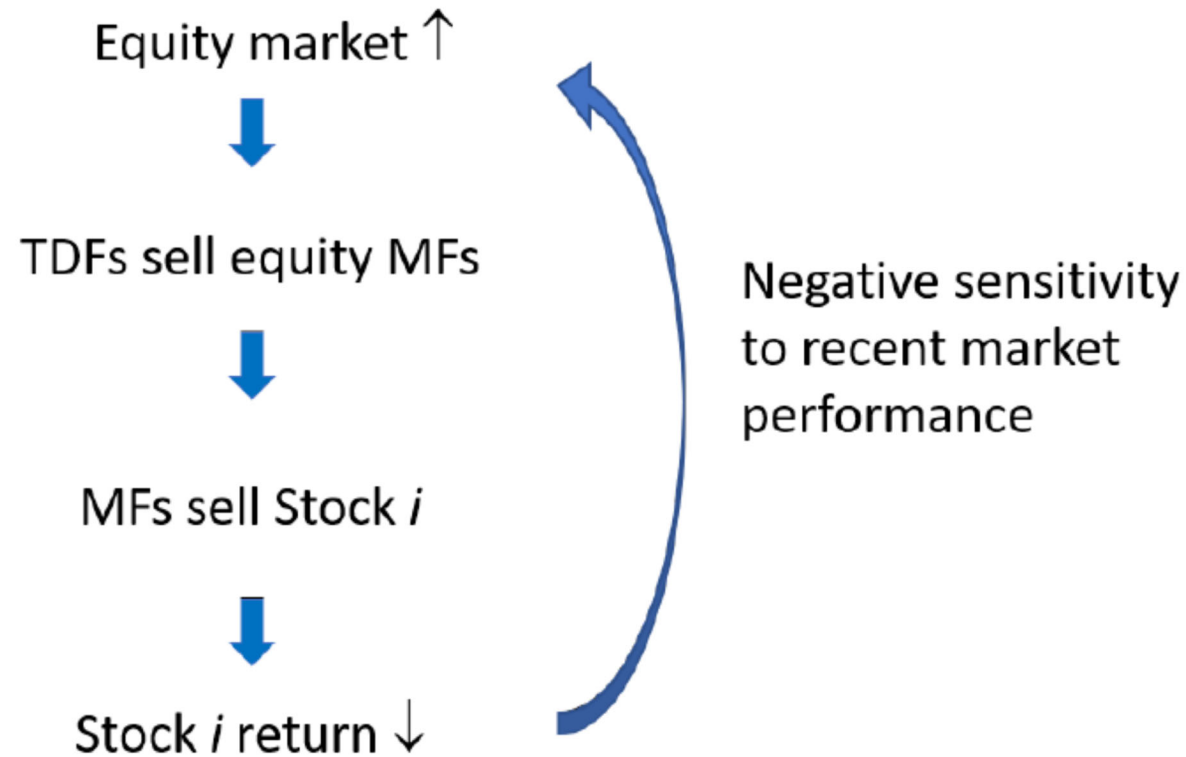 Equity market ↑
TDFs sell equity MFs
Negative sensitivity
to recent market
performance
MFs sell Stock i
Stock i return ↓